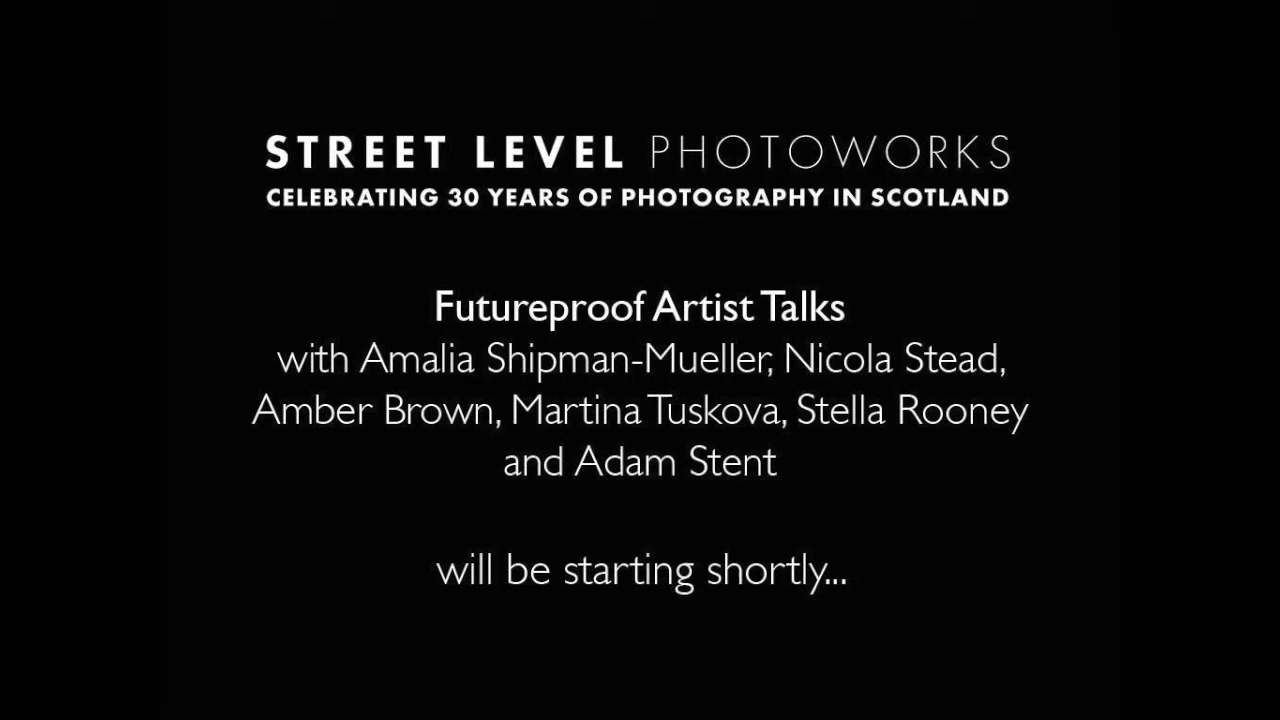 STREET LEVEL PHOTOWORKS
CELEBRATING 30 YEARS OF PHOTOGRAPHY IN SCOTLAND
Futureproof Artist Talks
with Amalia Shipman-Mueller, Nicola Stead,
Amber Brown, Martina Tuskova, Stella Rooney
and Adam Stent
will be starting shortly...